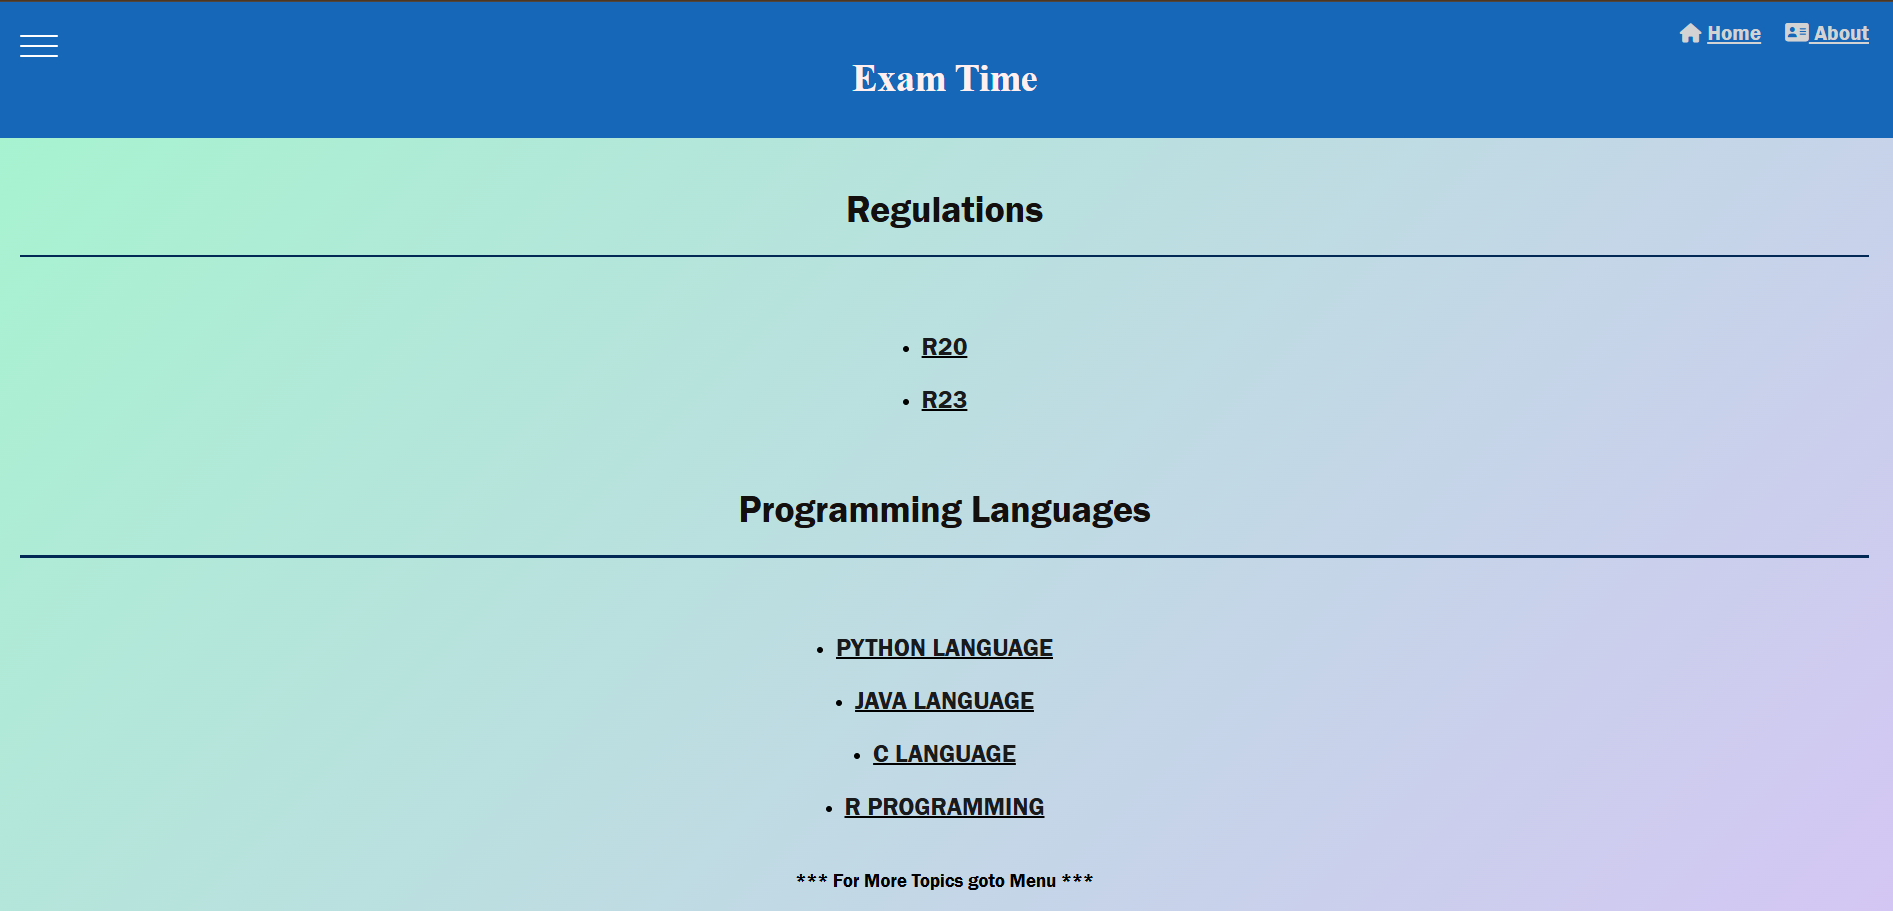 Home About
Exam Time
Regulations
• R20
• R23
Programming Languages
• PYTHON LANGUAGE
• JAVA LANGUAGE
• C LANGUAGE
• R PROGRAMMING
*** For More Topics goto Menu ***